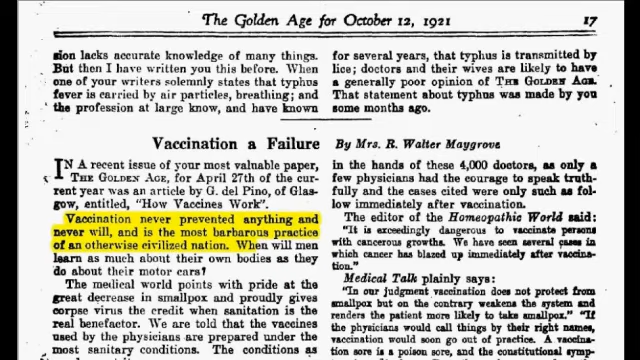 The Golden Age for October 12, 1921 17
sion lacks accurate knowledge of many things.
But then I have written you this before. When
one of your writers solemnly states that typhus
fever is carried by air particles, breathing; and
the profession at large know, and have known
for several years, that typhus is transmitted by
lice; doctors and their wives are likely to have
a generally poor opinion of THE GOLDEN AGE.
That statement about typhus was made by you
some months ago.
Vaccination a Failure By Mrs. R. Walter Maygrove
IN A recent issue of your most valuable paper,
THE GOLDEN AGE, for April 27th of the cur-
rent year was an article by G. del Pino, of Glas-
gow, entitled, "How Vaccines Work".
Vaccination never prevented anything and
never will, and is the most barbarous practice
of an otherwise civilized nation. When will men
learn as much about their own bodies as they
do about their motor cars?
The medical world points with pride at the
great decrease in smallpox and proudly gives
corpse virus the credit when sanitation is the
real benefactor. We are told that the vaccines
used by the physicians are prepared under the
most sanitary conditions. The conditions as
in the hands of these 4,000 doctors, as only a
few physicians had the courage to speak truth-
fully and the cases cited were only such as fol-
low immediately after vaccination.
The editor of the Homeopathic World said:
"It is exceedingly dangerous to vaccinate persons
with cancerous growths. We have seen several cases in
which cancer has blazed up immediately after vaccina-
tion."
Medical Talk plainly says:
"In our judgment vaccination does not protect from
smallpox but on the contrary weakens the system and
renders the patient more likely to take smallpox." "If
the physicians would call things by their right names,
vaccination would soon go out of practice. A vaccina-
tion sore is a poison sore, and the constitutional symp-